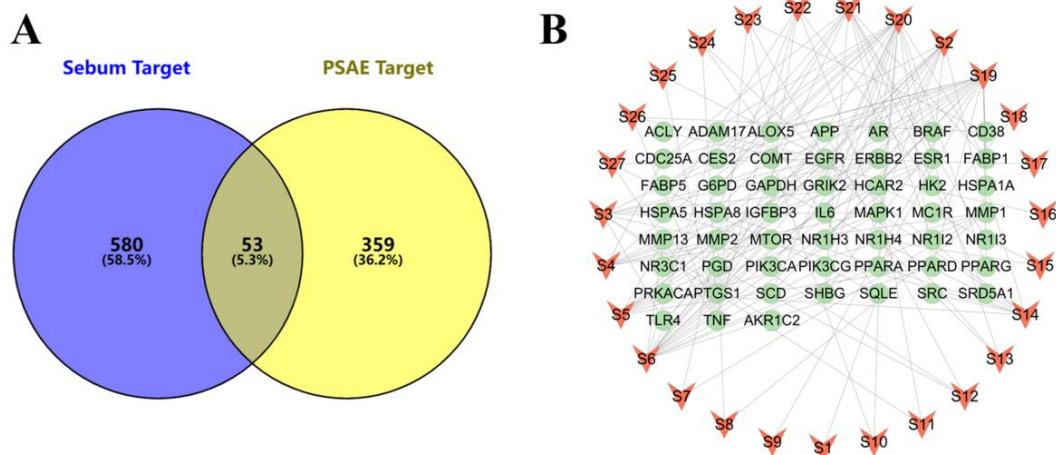 A
Sebum Target
PSAE Target
580
(58.5%)
53
(5.3%)
359
(36.2%)
B
S22
S21
S23
S20
S24
S2
S25
S19
S26
S18
S27
S17
S3
S16
S4
S15
S5
S14
S6
S13
S7
S12
S8
S11
S9
S1
S10
ACLY ADAM17 ALOX5 APP AR BRAF CD38
CDC25A CES2 COMT EGFR ERBB2 ESR1 FABP1
FABP5 G6PD GAPDH GRIK2 HCAR2 HK2 HSPA1A
HSPA5 HSPA8 IGFBP3 IL6 MAPK1 MC1R MMP1
MMP13 MMP2 MTOR NR1H3 NR1H4 NR1I2 NR1I3
NR3C1 PGD PIK3CA PIK3CG PPARA PPARD PPARG
PRKACA PTGS1 SCD SHBG SQLE SRC SRD5A1
TLR4 TNF AKR1C2